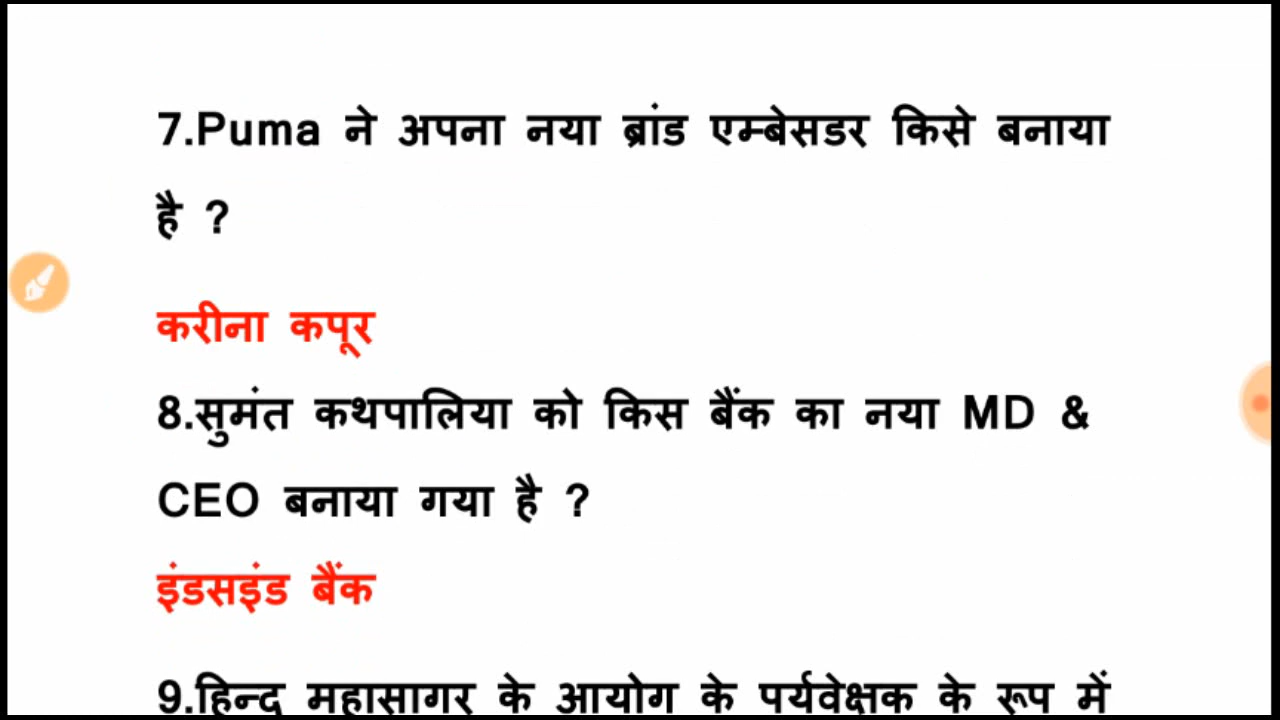 7.Puma ने अपना नया ब्रांड एम्बेसडर किसे बनाया
है ?
करीना कपूर
8.सुमंत कथपालिया को किस बैंक का नया MD &
CEO बनाया गया है ?
इंडसइंड बैंक
9.हिन्द महासागर के आयोग के पर्यवेक्षक के रूप में